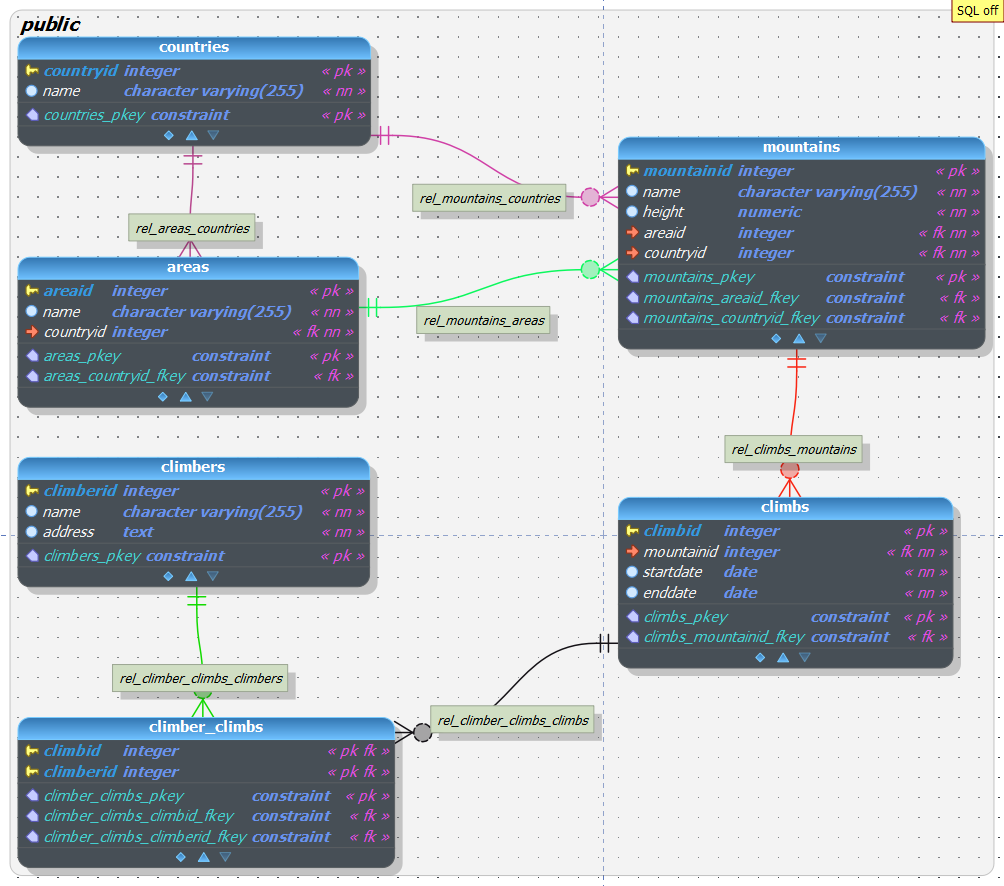 SQL off
public
countries
countryid integer « pk »
name character varying(255) « nn »
countries_pkey constraint « pk »
rel_mountains_countries
mountains
mountainid integer « pk »
name character varying(255) « nn »
height numeric « nn »
areaid integer « fk nn »
countryid integer « fk nn »
mountains_pkey constraint « pk »
mountains_areaid_fkey constraint « fk »
mountains_countryid_fkey constraint « fk »
rel_areas_countries
areas
areaid integer « pk »
name character varying(255) « nn »
countryid integer « fk nn »
areas_pkey constraint « pk »
areas_countryid_fkey constraint « fk »
rel_mountains_areas
rel_climbs_mountains
climbers
climberid integer « pk »
name character varying(255) « nn »
address text « nn »
climbers_pkey constraint « pk »
climbs
climbid integer « pk »
mountainid integer « fk nn »
startdate date « nn »
enddate date « nn »
climbs_pkey constraint « pk »
climbs_mountainid_fkey constraint « fk »
rel_climber_climbs_climbers
rel_climber_climbs_climbs
climber_climbs
climbid integer « pk fk »
climberid integer « pk fk »
climber_climbs_pkey constraint « pk »
climber_climbs_climbid_fkey constraint « fk »
climber_climbs_climberid_fkey constraint « fk »